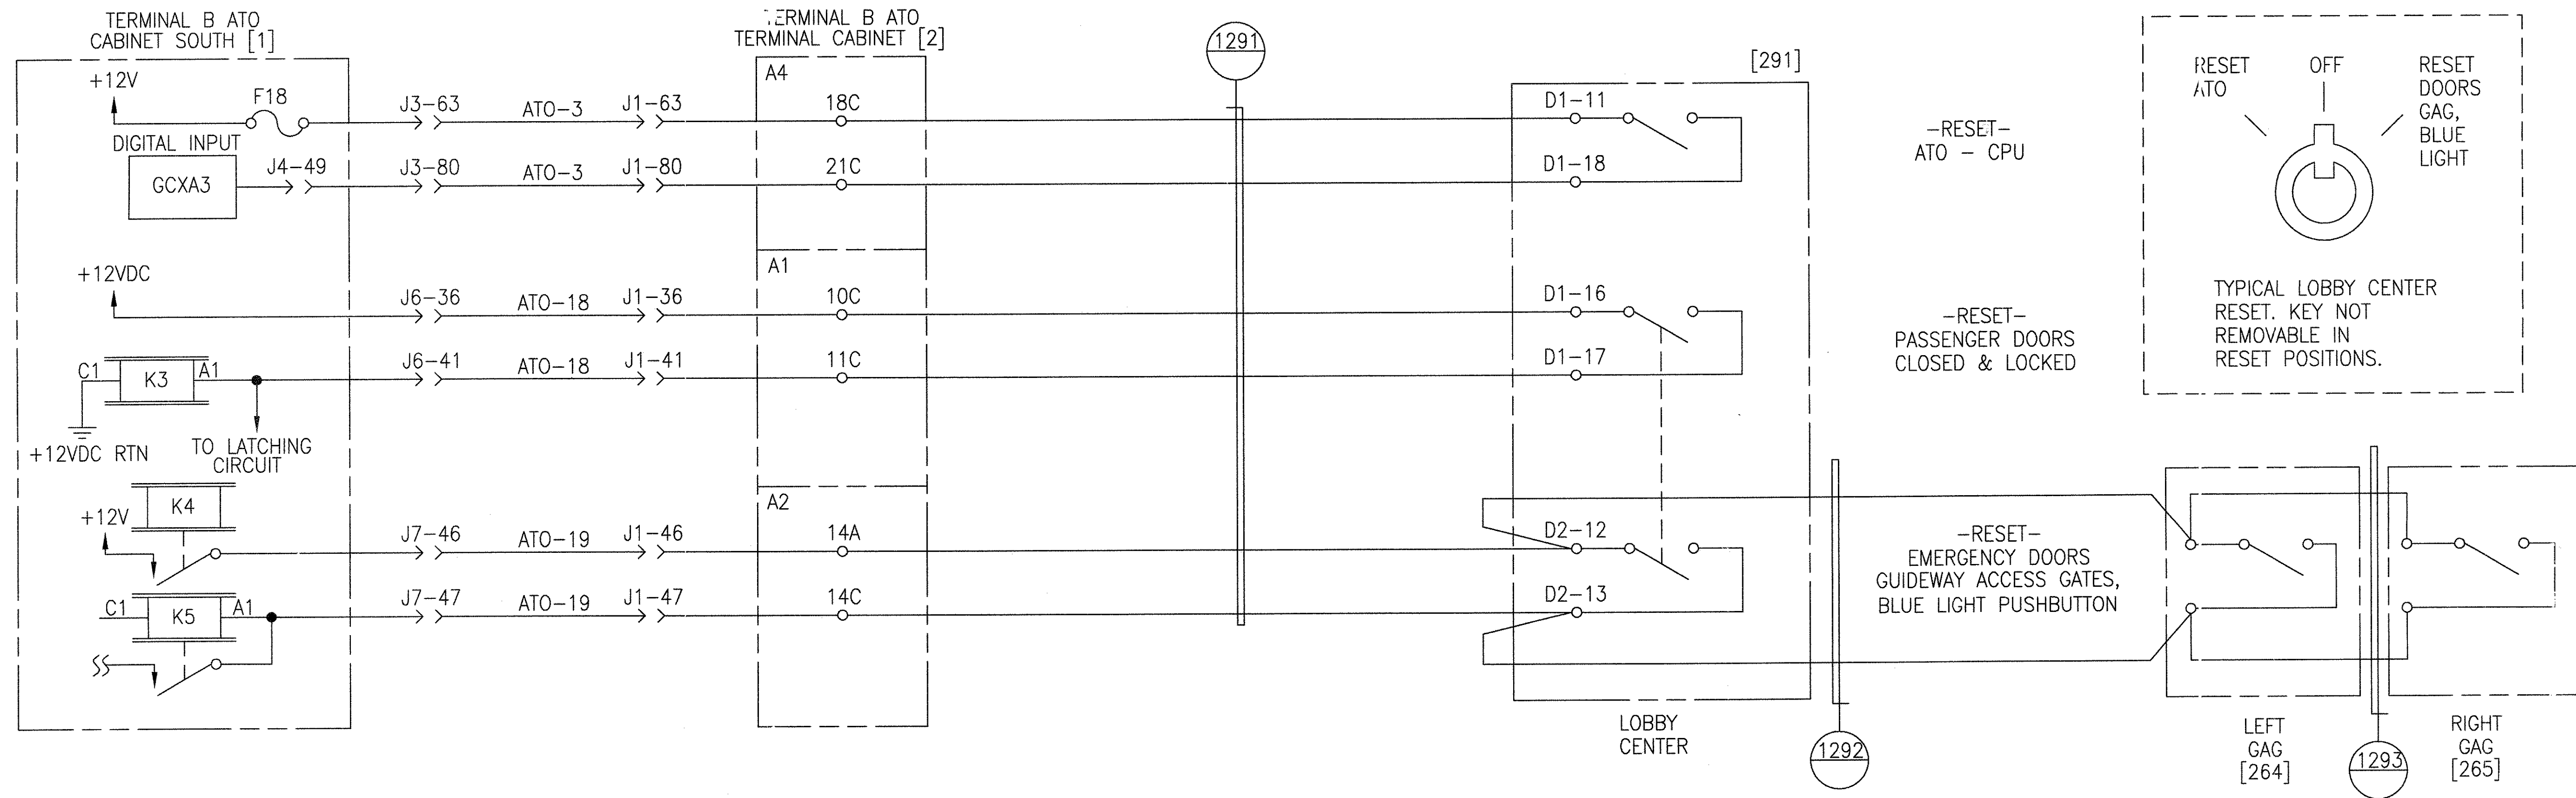 TERMINAL B ATO
CABINET SOUTH [1]
TERMINAL B ATO
TERMINAL CABINET [2]
1291
[291]
RESET
ATO
OFF
RESET
DOORS
GAG,
BLUE
LIGHT
TYPICAL LOBBY CENTER
RESET. KEY NOT
REMOVABLE IN
RESET POSITIONS.
+12V
F18
J3-63
ATO-3
J1-63
A4
18C
D1-11
-RESET-
ATO - CPU
DIGITAL INPUT
GCXA3
J4-49
J3-80
ATO-3
J1-80
21C
D1-18
A1
+12VDC
J6-36
ATO-18
J1-36
10C
D1-16
-RESET-
PASSENGER DOORS
CLOSED & LOCKED
C1
K3
A1
J6-41
ATO-18
J1-41
11C
D1-17
+12VDC RTN
TO LATCHING
CIRCUIT
K4
+12V
A2
J7-46
ATO-19
J1-46
14A
D2-12
-RESET-
EMERGENCY DOORS
GUIDEWAY ACCESS GATES,
BLUE LIGHT PUSHBUTTON
C1
K5
A1
J7-47
ATO-19
J1-47
14C
D2-13
LOBBY
CENTER
1292
LEFT
GAG
[264]
1293
RIGHT
GAG
[265]